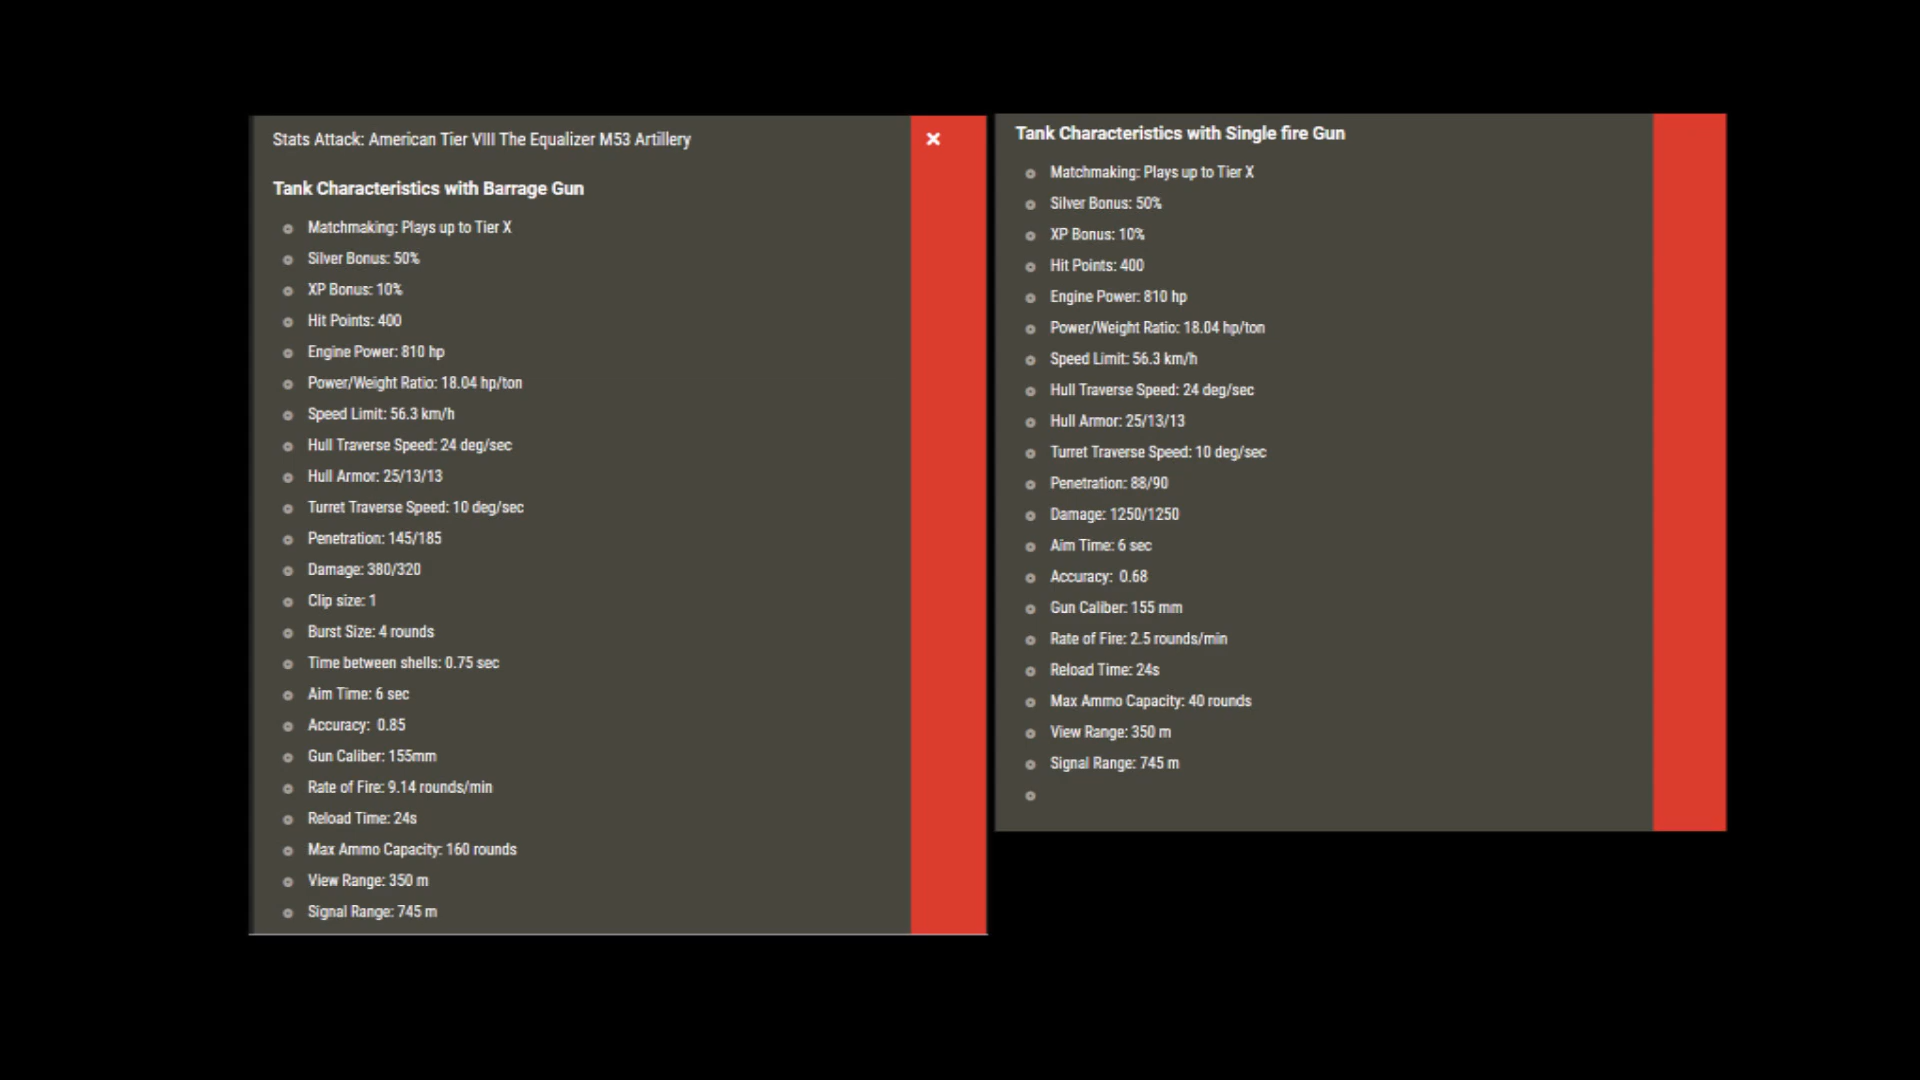 Stats Attack: American Tier VIII The Equalizer M53 Artillery
Tank Characteristics with Barrage Gun
Matchmaking: Plays up to Tier X
Silver Bonus: 50%
XP Bonus: 10%
Hit Points: 400
Engine Power: 810 hp
Power/Weight Ratio: 18.04 hp/ton
Speed Limit: 56.3 km/h
Hull Traverse Speed: 24 deg/sec
Hull Armor: 25/13/13
Turret Traverse Speed: 10 deg/sec
Penetration: 145/185
Damage: 380/320
Clip size: 1
Burst Size: 4 rounds
Time between shells: 0.75 sec
Aim Time: 6 sec
Accuracy:  0.85
Gun Caliber: 155mm
Rate of Fire: 9.14 rounds/min
Reload Time: 24s
Max Ammo Capacity: 160 rounds
View Range: 350 m
Signal Range: 745 m
Tank Characteristics with Single fire Gun
Matchmaking: Plays up to Tier X
Silver Bonus: 50%
XP Bonus: 10%
Hit Points: 400
Engine Power: 810 hp
Power/Weight Ratio: 18.04 hp/ton
Speed Limit: 56.3 km/h
Hull Traverse Speed: 24 deg/sec
Hull Armor: 25/13/13
Turret Traverse Speed: 10 deg/sec
Penetration: 88/90
Damage: 1250/1250
Aim Time: 6 sec
Accuracy:  0.68
Gun Caliber: 155 mm
Rate of Fire: 2.5 rounds/min
Reload Time: 24s
Max Ammo Capacity: 40 rounds
View Range: 350 m
Signal Range: 745 m